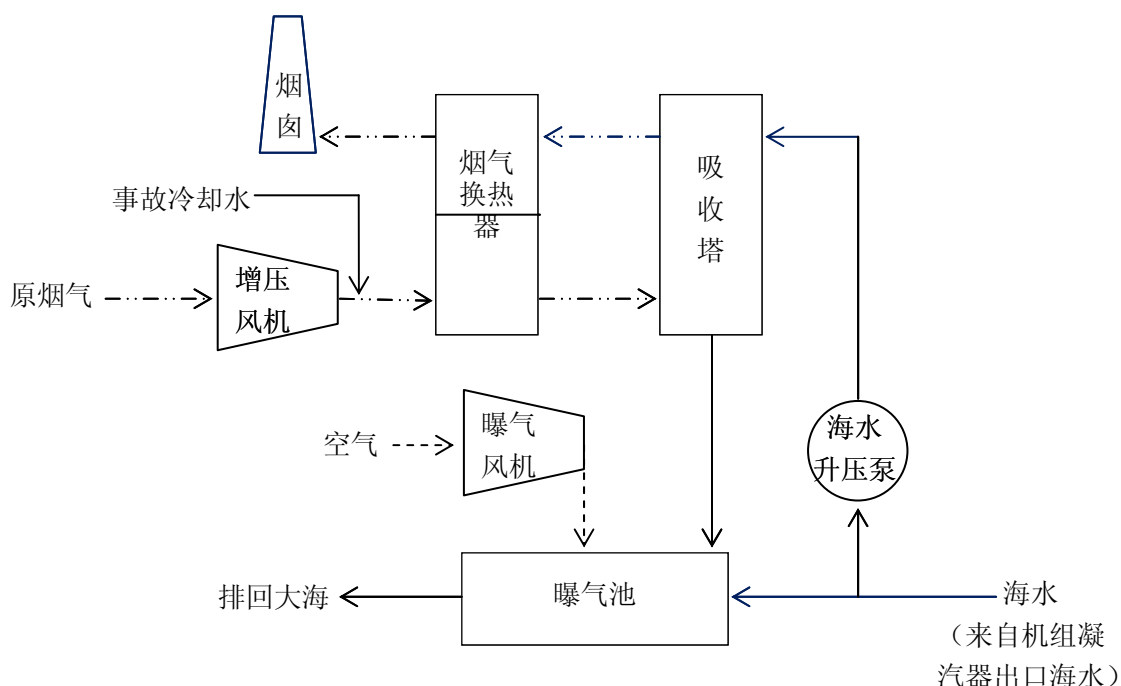 烟
囱
烟气
换热
器
吸
收
塔
事故冷却水
原烟气
增压
风机
空气
曝气
风机
海水
升压泵
排回大海
曝气池
海水
（来自机组凝
汽器出口海水）